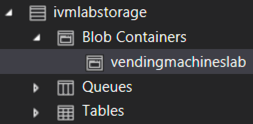 ivmlabstorage
Blob Containers
vendingmachineslab
Queues
Tables